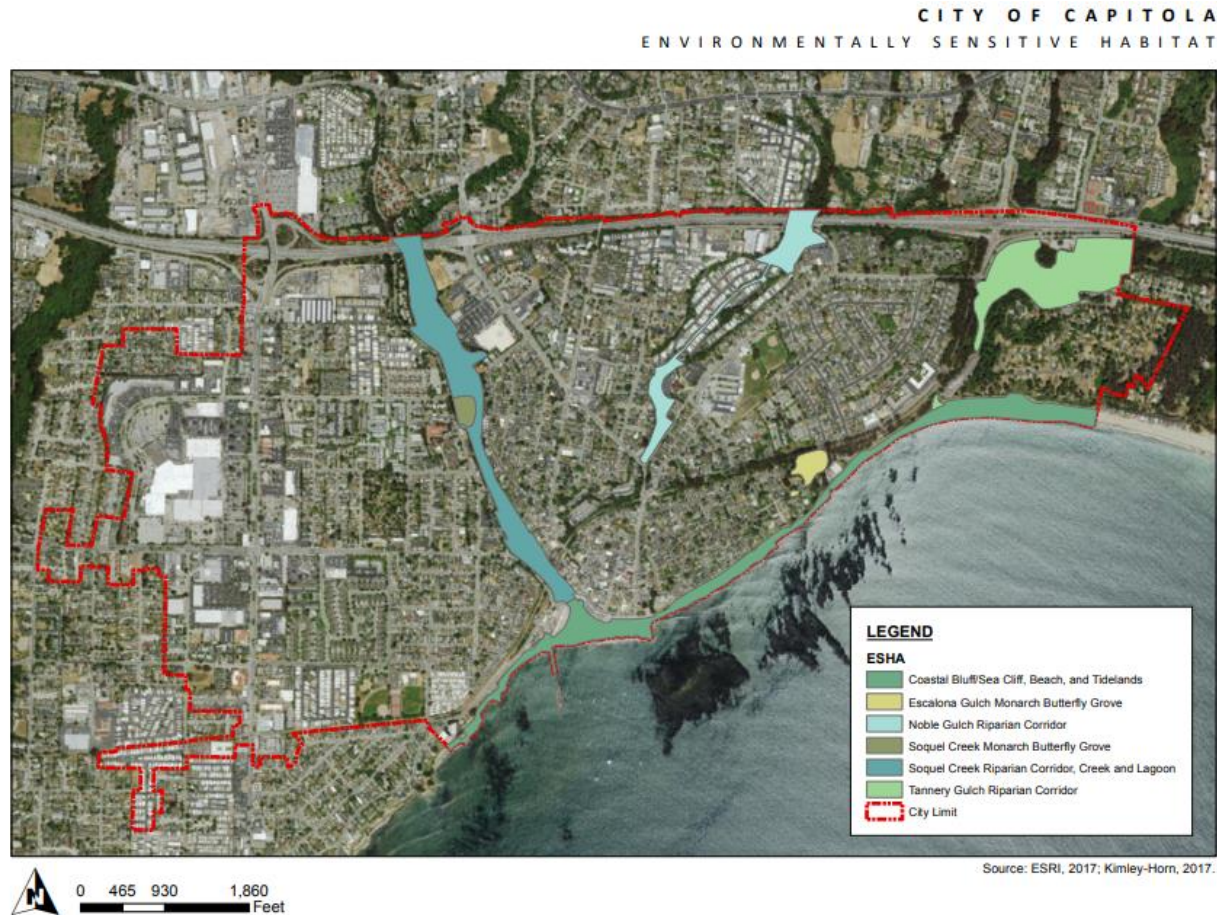 CITY OF CAPITOLA
ENVIRONMENTALLY SENSITIVE HABITAT
LEGEND
ESHA
Coastal Bluff/Sea Cliff, Beach, and Tidelands
Escalona Gulch Monarch Butterfly Grove
Noble Gulch Riparian Corridor
Soquel Creek Monarch Butterfly Grove
Soquel Creek Riparian Corridor, Creek and Lagoon
Tannery Gulch Riparian Corridor
City Limit
Source: ESRI, 2017; Kimley-Horn, 2017.
N
0 465 930 1,860
Feet